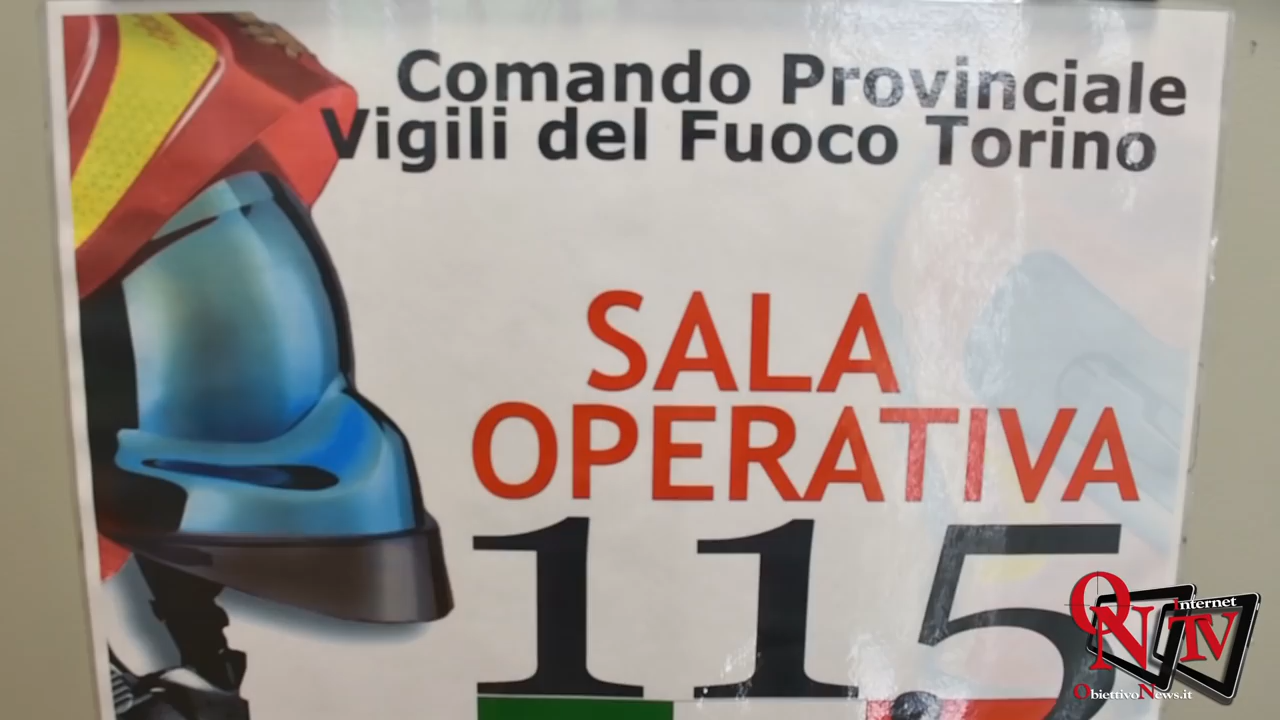 Comando Provinciale
Vigili del Fuoco Torino
SALA
OPERATIVA
115
ON
Internet
TV
ObiettivoNews.it